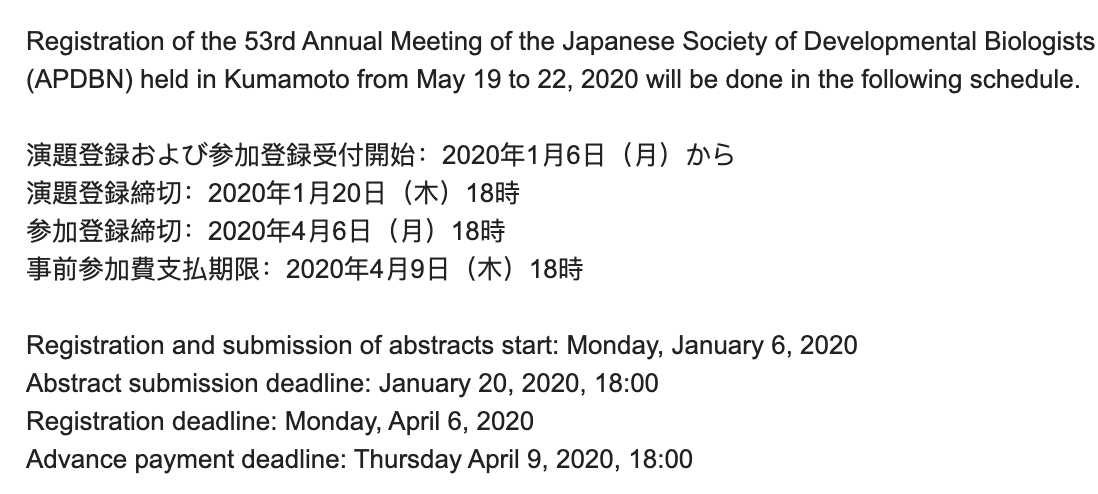 Registration of the 53rd Annual Meeting of the Japanese Society of Developmental Biologists
(APDBN) held in Kumamoto from May 19 to 22, 2020 will be done in the following schedule.
演題登録および参加登録受付開始：2020年1月6日（月）から
演題登録締切：2020年1月20日（木）18時
参加登録締切：2020年4月6日（月）18時
事前参加費支払期限：2020年4月9日（木）18時
Registration and submission of abstracts start: Monday, January 6, 2020
Abstract submission deadline: January 20, 2020, 18:00
Registration deadline: Monday, April 6, 2020
Advance payment deadline: Thursday April 9, 2020, 18:00